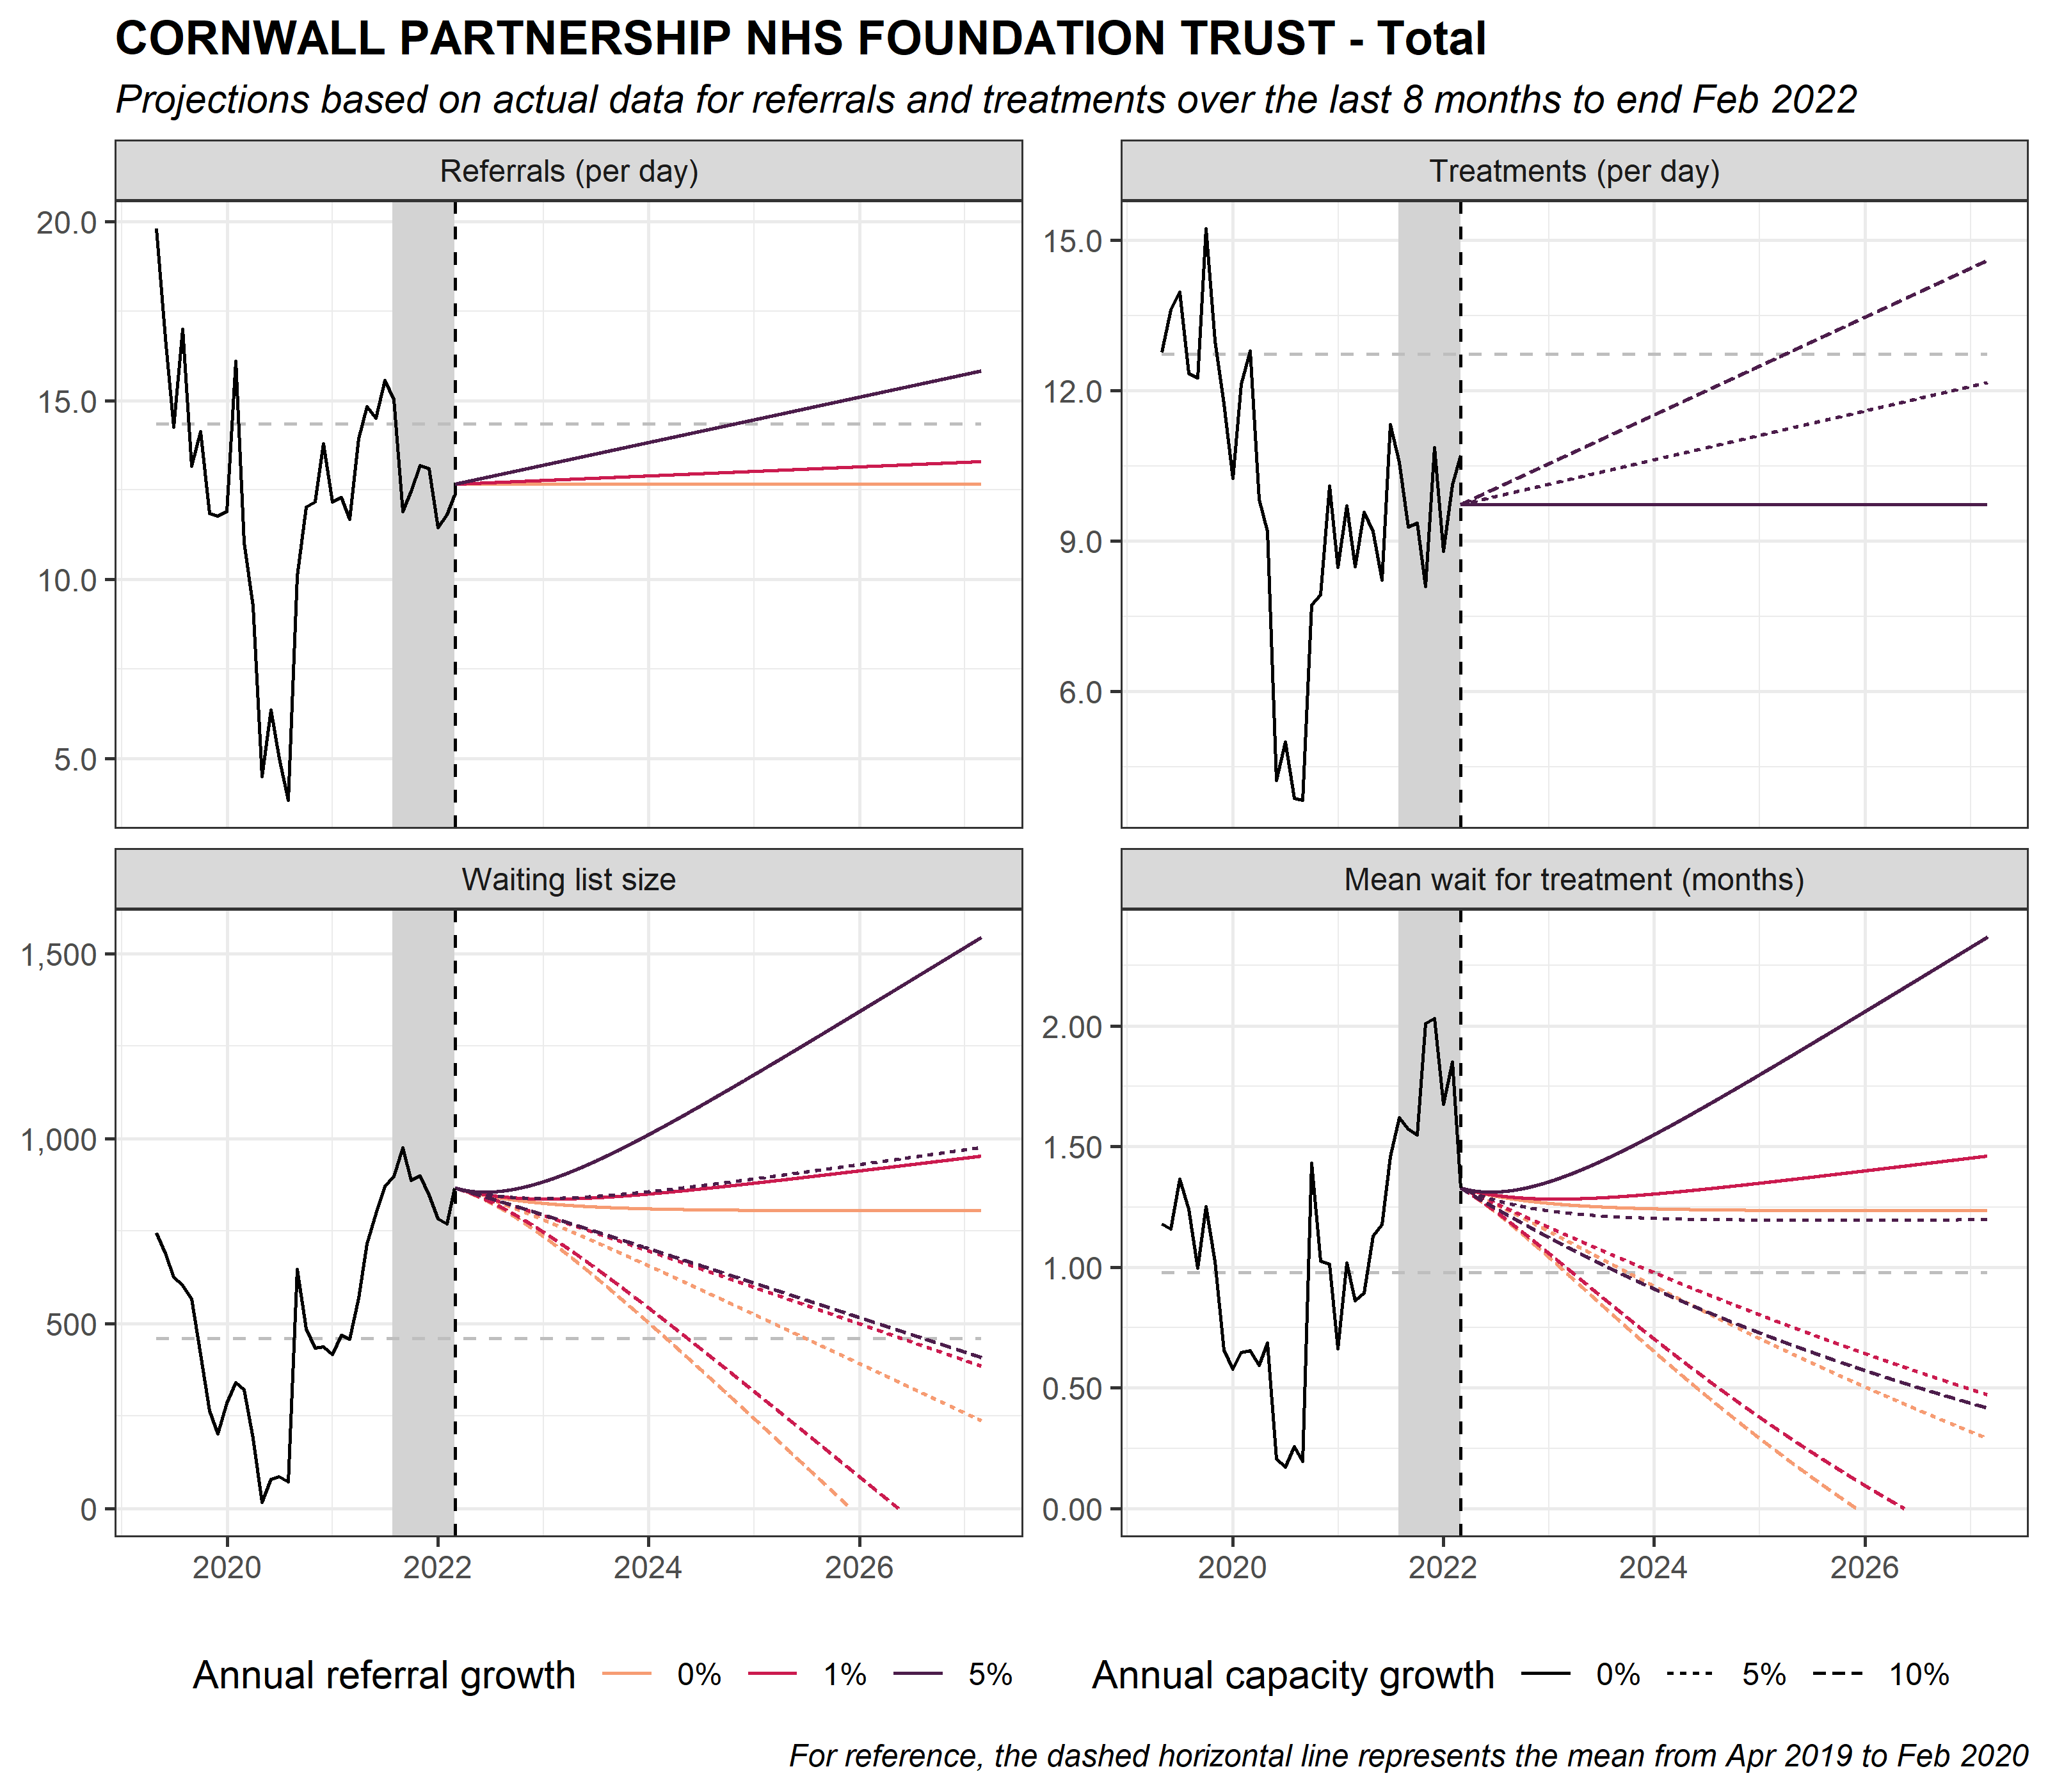 CORNWALL PARTNERSHIP NHS FOUNDATION TRUST - Total
Projections based on actual data for referrals and treatments over the last 8 months to end Feb 2022
Referrals (per day)
20.0
15.0
10.0
5.0
Treatments (per day)
15.0
12.0
9.0
6.0
Waiting list size
1,500
1,000
500
0
2020 2022 2024 2026
Mean wait for treatment (months)
2.00
1.50
1.00
0.50
0.00
2020 2022 2024 2026
Annual referral growth 0% 1% 5%
Annual capacity growth 0% 5% 10%
For reference, the dashed horizontal line represents the mean from Apr 2019 to Feb 2020